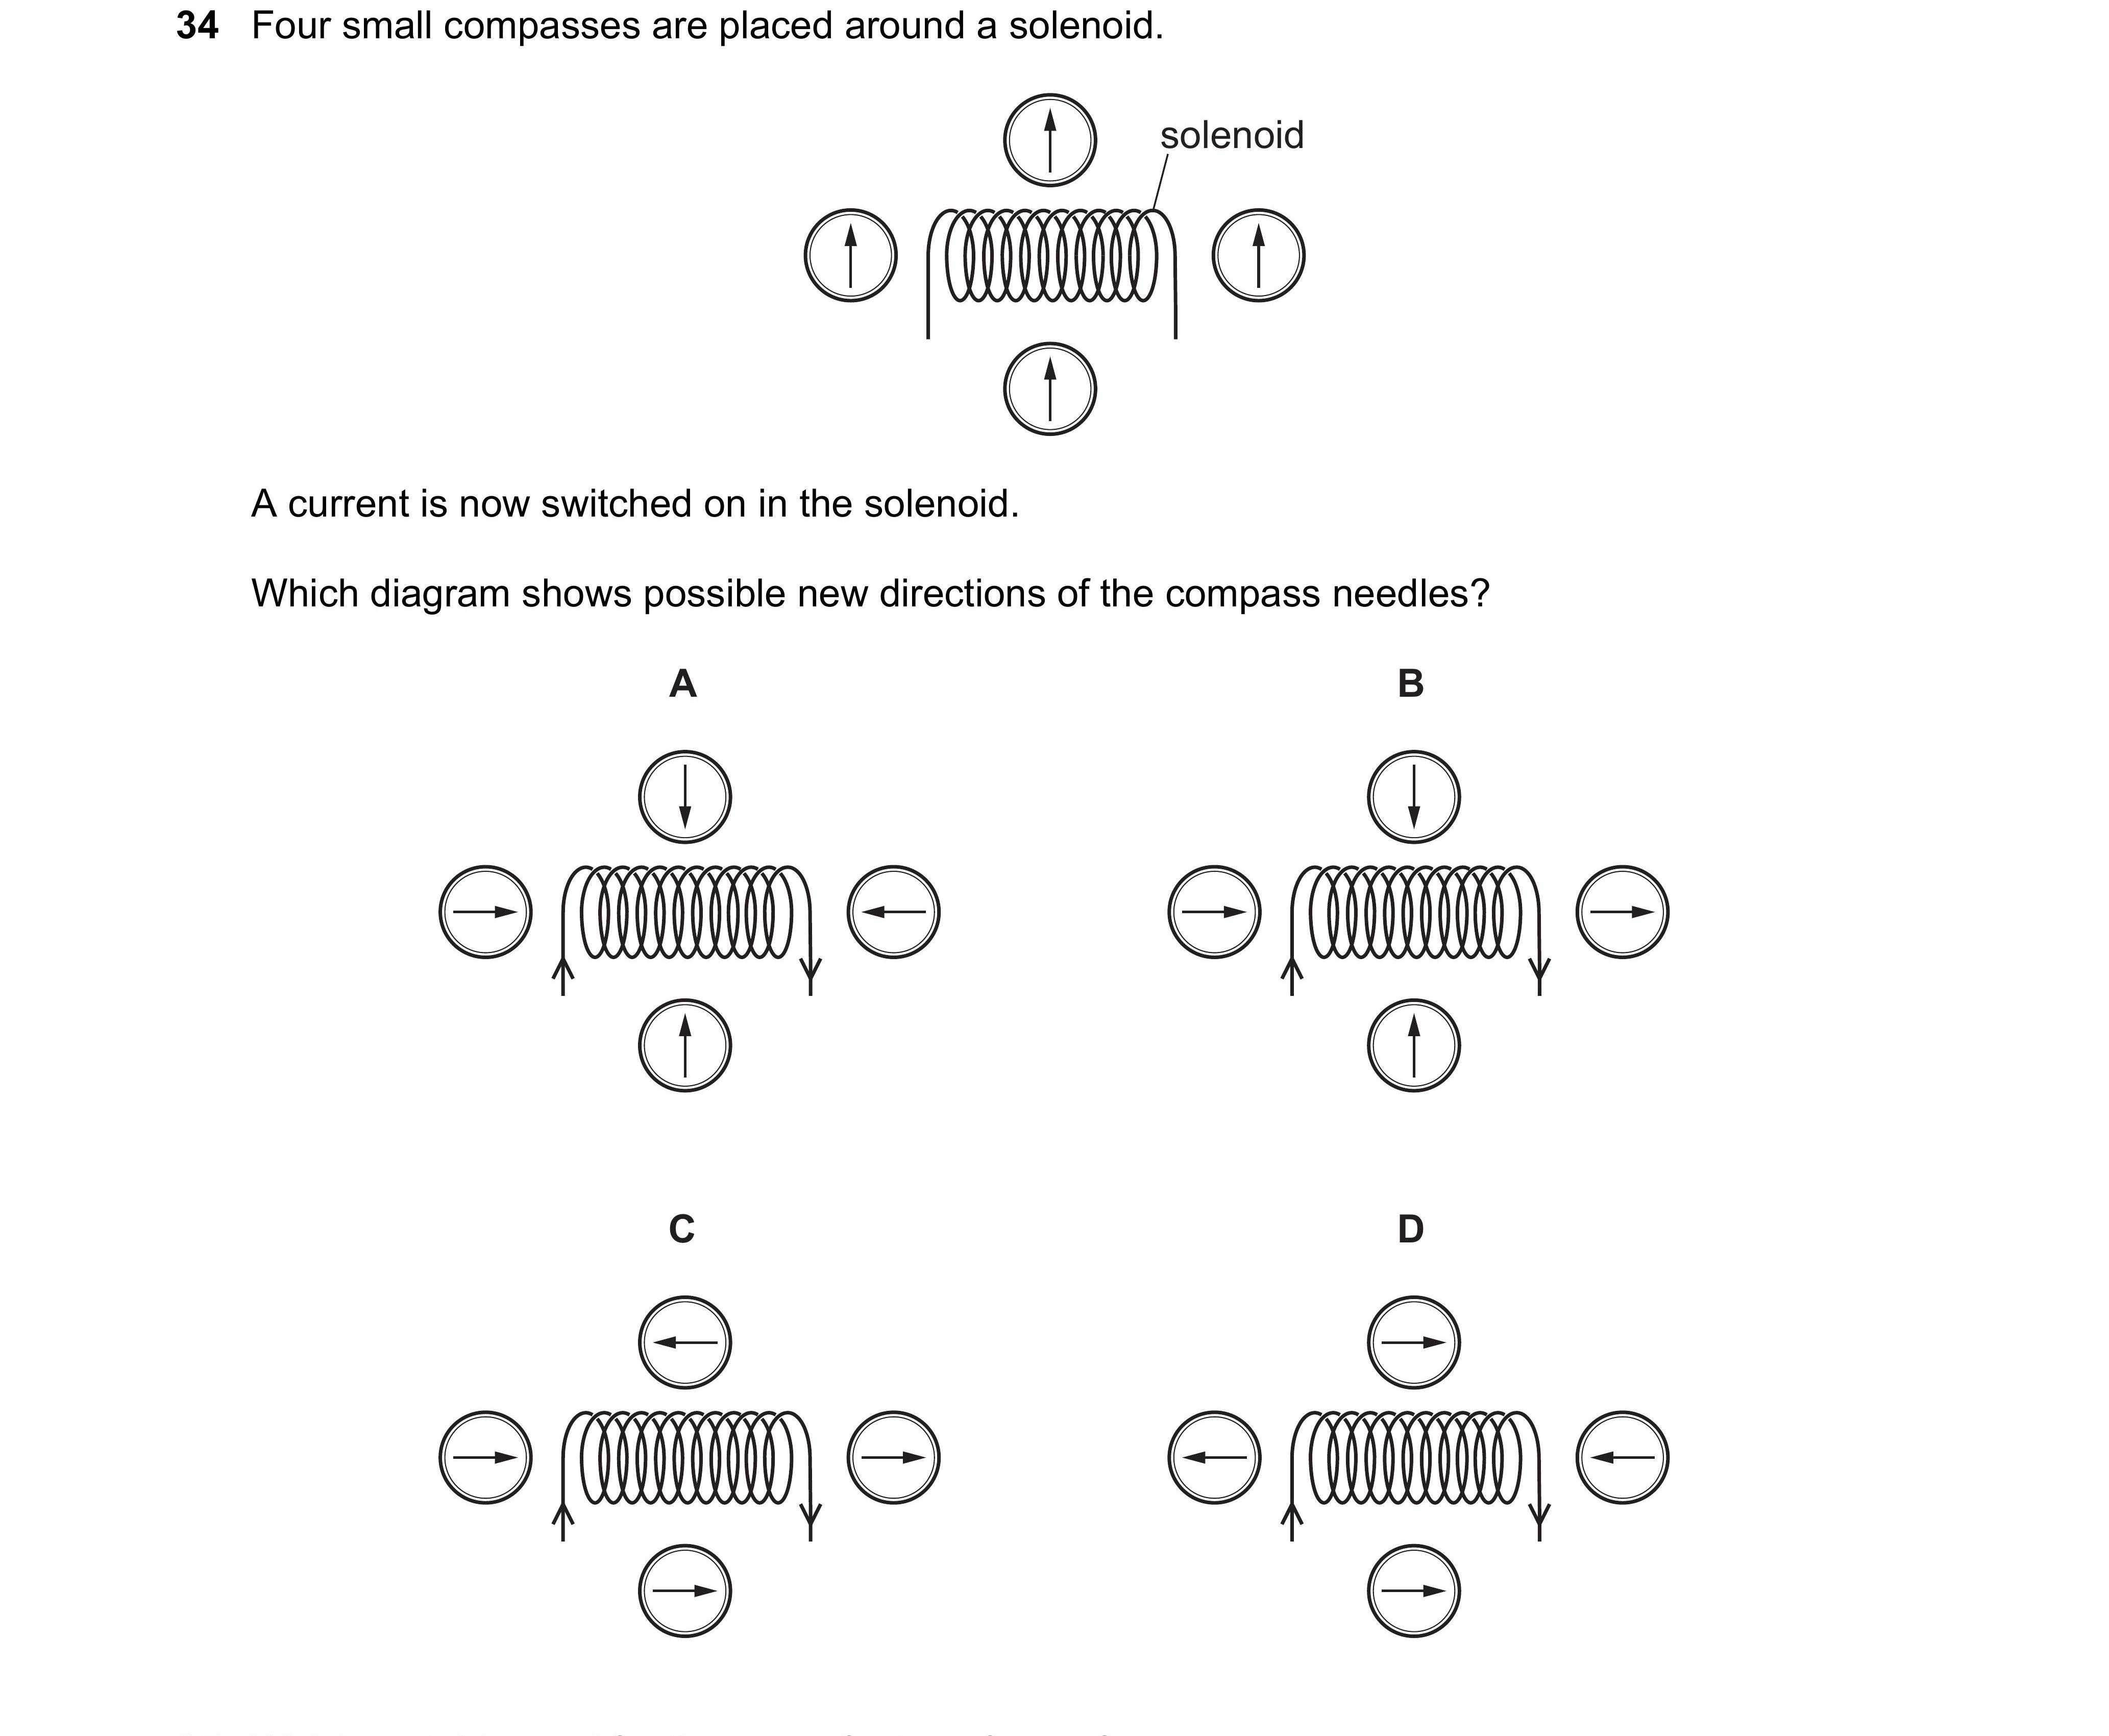 34 Four small compasses are placed around a solenoid.
solenoid
A current is now switched on in the solenoid.
Which diagram shows possible new directions of the compass needles?
A B
C D